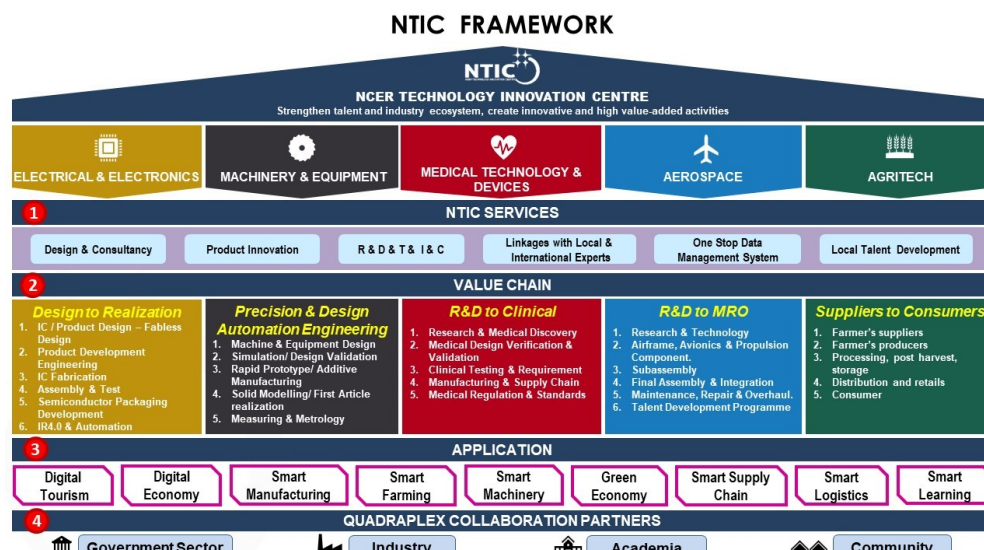 NTIC FRAMEWORK
NTIC
NCER TECHNOLOGY INNOVATION CENTRE
Strengthen talent and industry ecosystem, create innovative and high value-added activities
ELECTRICAL & ELECTRONICS
MACHINERY & EQUIPMENT
MEDICAL TECHNOLOGY &
DEVICES
AEROSPACE
AGRITECH
1
NTIC SERVICES
Design & Consultancy
Product Innovation
R & D & T & I & C
Linkages with Local &
International Experts
One Stop Data
Management System
Local Talent Development
2
VALUE CHAIN
Design to Realization
1. IC / Product Design – Fabless
Design
2. Product Development
Engineering
3. IC Fabrication
4. Assembly & Test
5. Semiconductor Packaging
Development
6. IR4.0 & Automation
Precision & Design
Automation Engineering
1. Machine & Equipment Design
2. Simulation/ Design Validation
3. Rapid Prototype/ Additive
Manufacturing
4. Solid Modelling/ First Article
realization
5. Measuring & Metrology
R&D to Clinical
1. Research & Medical Discovery
2. Medical Design Verification &
Validation
3. Clinical Testing & Requirement
4. Manufacturing & Supply Chain
5. Medical Regulation & Standards
R&D to MRO
1. Research & Technology
2. Airframe, Avionics & Propulsion
Component.
3. Subassembly
4. Final Assembly & Integration
5. Maintenance, Repair & Overhaul.
6. Talent Development Programme
Suppliers to Consumers
1. Farmer's suppliers
2. Farmer's producers
3. Processing, post harvest,
storage
4. Distribution and retails
5. Consumer
3
APPLICATION
Digital
Tourism
Digital
Economy
Smart
Manufacturing
Smart
Farming
Smart
Machinery
Green
Economy
Smart Supply
Chain
Smart
Logistics
Smart
Learning
4
QUADRAPLEX COLLABORATION PARTNERS
Government Sector
Industry
Academia
Community